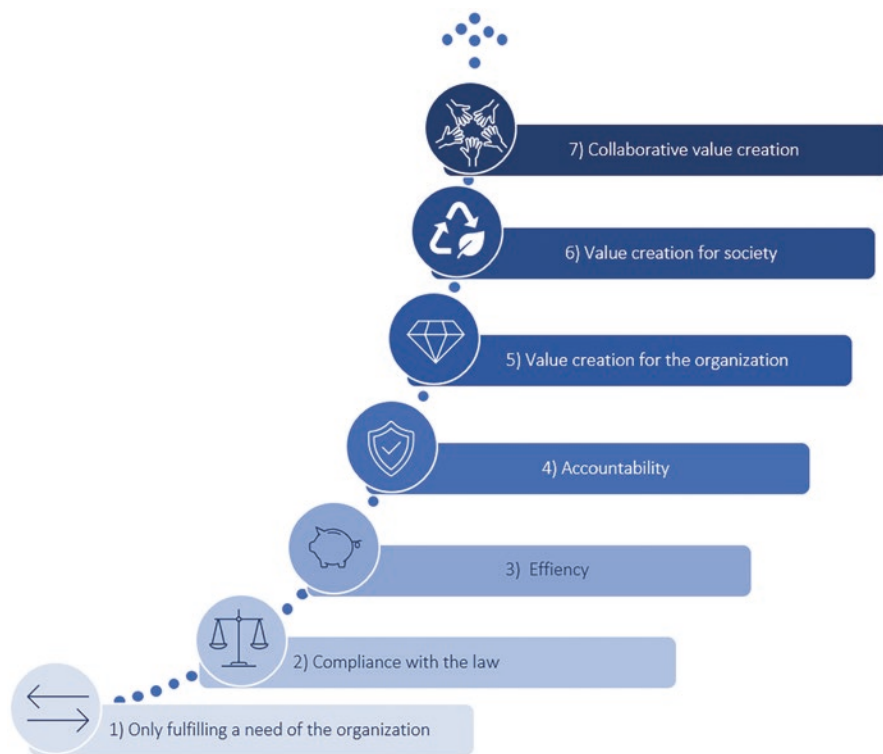 7) Collaborative value creation
6) Value creation for society
5) Value creation for the organization
4) Accountability
3) Effiency
2) Compliance with the law
1) Only fulfilling a need of the organization